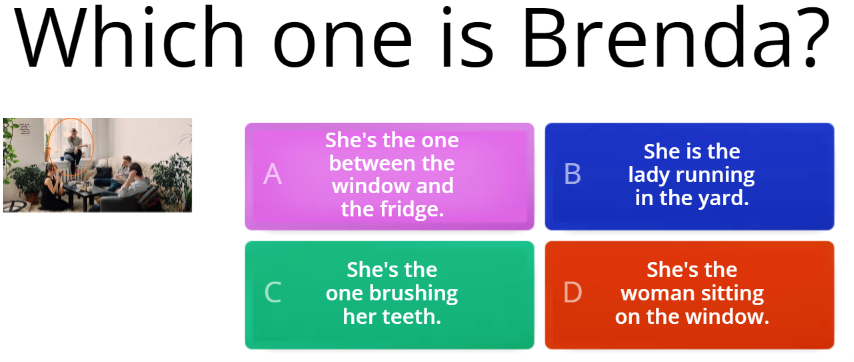 Which one is Brenda?
A
She's the one
between the
window and
the fridge.
B
She is the
lady running
in the yard.
C
She's the
one brushing
her teeth.
D
She's the
woman sitting
on the window.